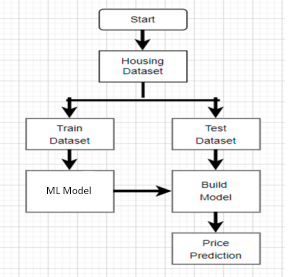 Start
Housing
Dataset
Train
Dataset
Test
Dataset
ML Model
Build
Model
Price
Prediction